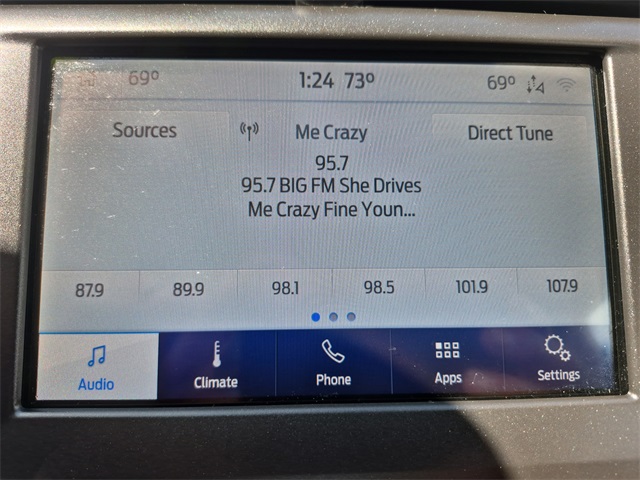 69° 1:24 73° 69°
Sources Me Crazy Direct Tune
95.7
95.7 BIG FM She Drives
Me Crazy Fine Youn...
87.9 89.9 98.1 98.5 101.9 107.9
Audio Climate Phone Apps Settings